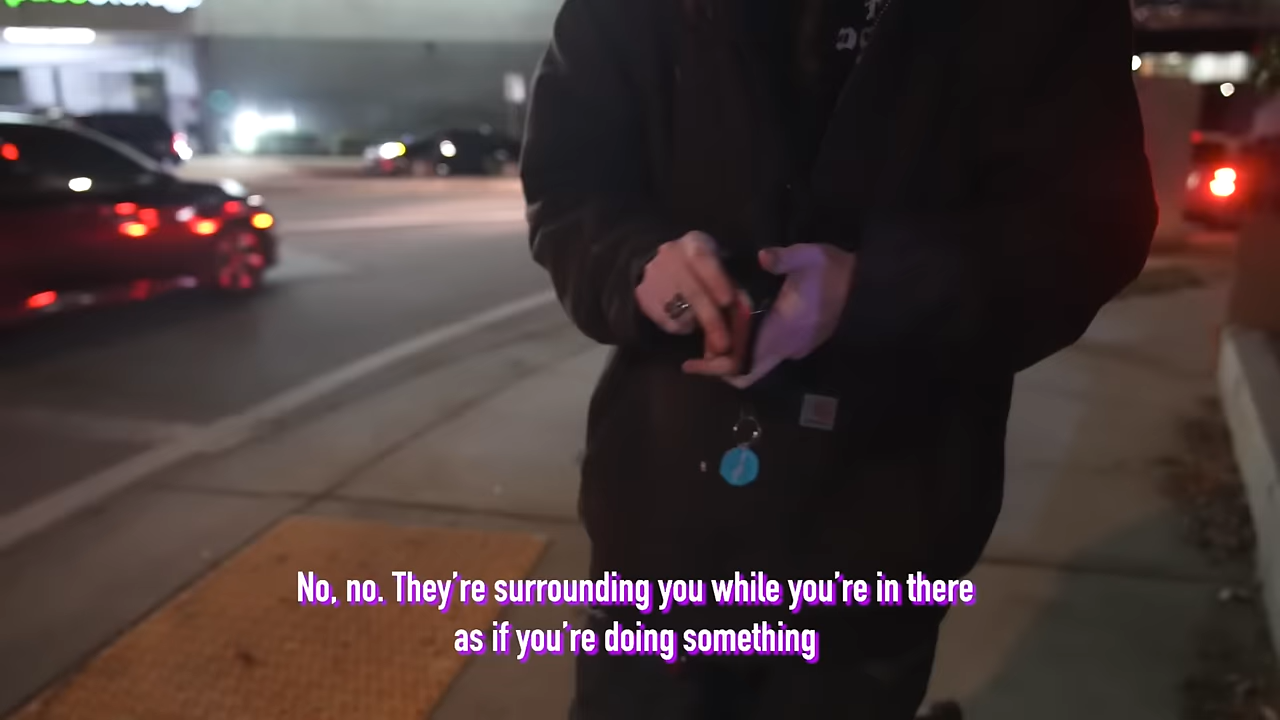 No, no. They're surrounding you while you're in there
as if you're doing something